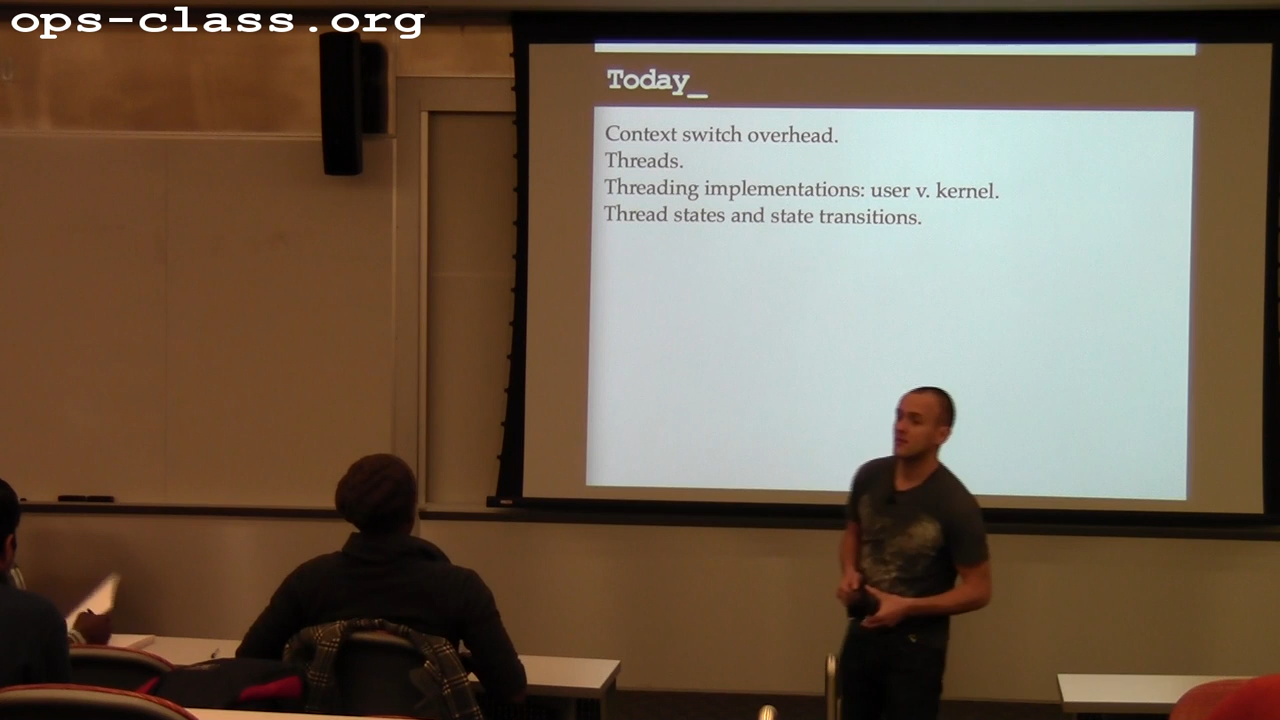 ops-class.org
Today_
Context switch overhead.
Threads.
Threading implementations: user v. kernel.
Thread states and state transitions.